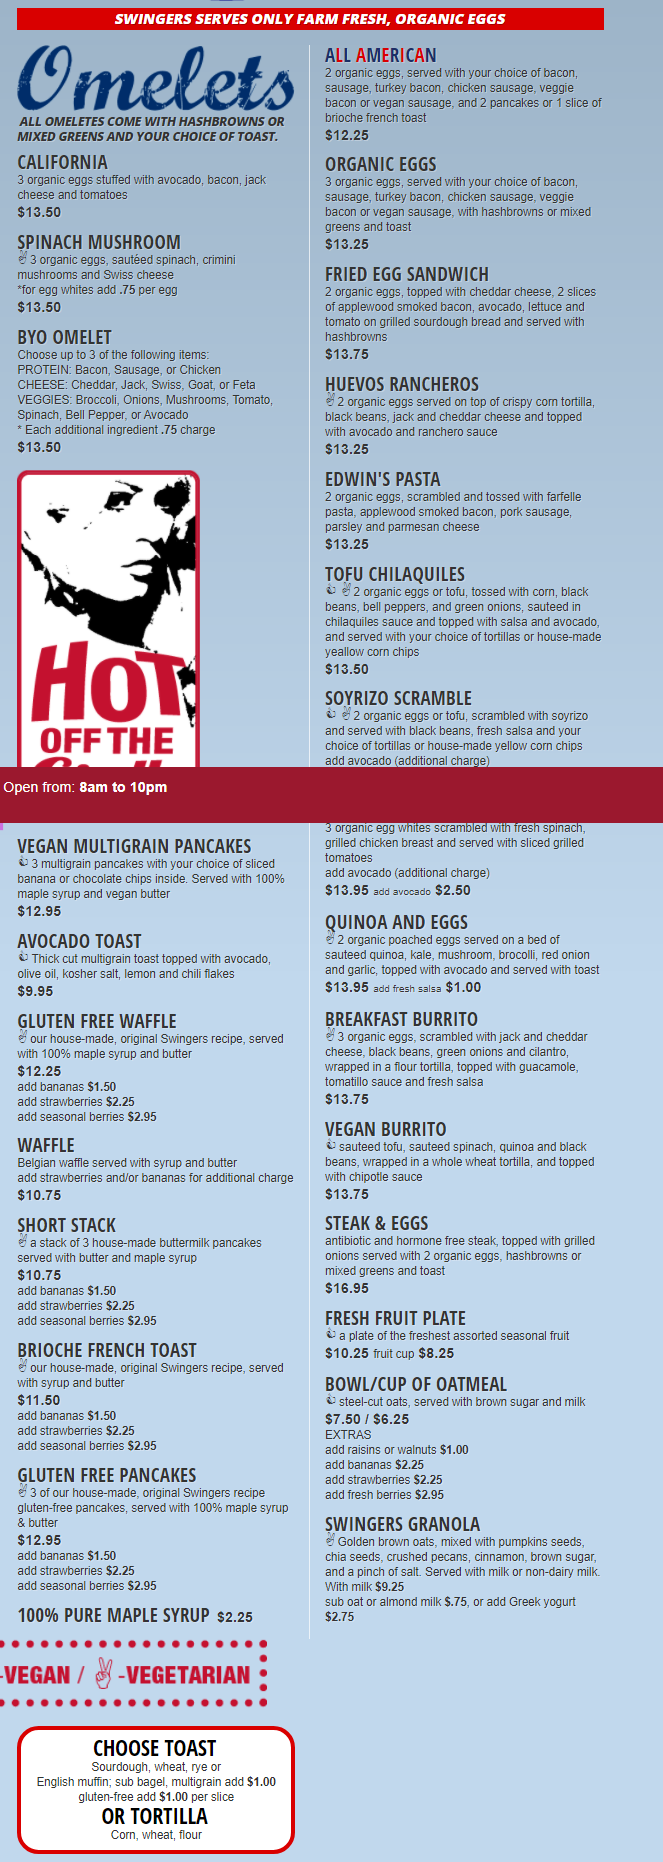 SWINGERS SERVES ONLY FARM FRESH, ORGANIC EGGS
Omelets
ALL OMELETES COME WITH HASHBROWNS OR
MIXED GREENS AND YOUR CHOICE OF TOAST.
CALIFORNIA
3 organic eggs stuffed with avocado, bacon, jack
cheese and tomatoes
$13.50
SPINACH MUSHROOM
3 organic eggs, sautéed spinach, crimini
mushrooms and Swiss cheese
*for egg whites add .75 per egg
$13.50
BYO OMELET
Choose up to 3 of the following items:
PROTEIN: Bacon, Sausage, or Chicken
CHEESE: Cheddar, Jack, Swiss, Goat, or Feta
VEGGIES: Broccoli, Onions, Mushrooms, Tomato,
Spinach, Bell Pepper, or Avocado
* Each additional ingredient .75 charge
$13.50
HOT
OFF THE
VEGAN MULTIGRAIN PANCAKES
3 multigrain pancakes with your choice of sliced
banana or chocolate chips inside. Served with 100%
maple syrup and vegan butter
$12.95
AVOCADO TOAST
Thick cut multigrain toast topped with avocado,
olive oil, kosher salt, lemon and chili flakes
$9.95
GLUTEN FREE WAFFLE
our house-made, original Swingers recipe, served
with 100% maple syrup and butter
$12.25
add bananas $1.50
add strawberries $2.25
add seasonal berries $2.95
WAFFLE
Belgian waffle served with syrup and butter
add strawberries and/or bananas for additional charge
$10.75
SHORT STACK
a stack of 3 house-made buttermilk pancakes
served with butter and maple syrup
$10.75
add bananas $1.50
add strawberries $2.25
add seasonal berries $2.95
BRIOCHE FRENCH TOAST
our house-made, original Swingers recipe, served
with syrup and butter
$11.50
add bananas $1.50
add strawberries $2.25
add seasonal berries $2.95
GLUTEN FREE PANCAKES
3 of our house-made, original Swingers recipe
gluten-free pancakes, served with 100% maple syrup
& butter
$12.95
add bananas $1.50
add strawberries $2.25
add seasonal berries $2.95
100% PURE MAPLE SYRUP $2.25
-VEGAN / -VEGETARIAN
CHOOSE TOAST
Sourdough, wheat, rye or
English muffin; sub bagel, multigrain add $1.00
gluten-free add $1.00 per slice
OR TORTILLA
Corn, wheat, flour
ALL AMERICAN
2 organic eggs, served with your choice of bacon,
sausage, turkey bacon, chicken sausage, veggie
bacon or vegan sausage, and 2 pancakes or 1 slice of
brioche french toast
$12.25
ORGANIC EGGS
3 organic eggs, served with your choice of bacon,
sausage, turkey bacon, chicken sausage, veggie
bacon or vegan sausage, with hashbrowns or mixed
greens and toast
$13.25
FRIED EGG SANDWICH
2 organic eggs, topped with cheddar cheese, 2 slices
of applewood smoked bacon, avocado, lettuce and
tomato on grilled sourdough bread and served with
hashbrowns
$13.75
HUEVOS RANCHEROS
2 organic eggs served on top of crispy corn tortilla,
black beans, jack and cheddar cheese and topped
with avocado and ranchero sauce
$13.25
EDWIN'S PASTA
2 organic eggs, scrambled and tossed with farfelle
pasta, applewood smoked bacon, pork sausage,
parsley and parmesan cheese
$13.25
TOFU CHILAQUILES
2 organic eggs or tofu, tossed with corn, black
beans, bell peppers, and green onions, sauteed in
chilaquiles sauce and topped with salsa and avocado,
and served with your choice of tortillas or house-made
yeallow corn chips
$13.50
SOYRIZO SCRAMBLE
2 organic eggs or tofu, scrambled with soyrizo
and served with black beans, fresh salsa and your
choice of tortillas or house-made yellow corn chips
add avocado (additional charge)
Open from: 8am to 10pm
3 organic egg whites scrambled with fresh spinach,
grilled chicken breast and served with sliced grilled
tomatoes
add avocado (additional charge)
$13.95 add avocado $2.50
QUINOA AND EGGS
2 organic poached eggs served on a bed of
sauteed quinoa, kale, mushroom, brocolli, red onion
and garlic, topped with avocado and served with toast
$13.95 add fresh salsa $1.00
BREAKFAST BURRITO
3 organic eggs, scrambled with jack and cheddar
cheese, black beans, green onions and cilantro,
wrapped in a flour tortilla, topped with guacamole,
tomatillo sauce and fresh salsa
$13.75
VEGAN BURRITO
sauteed tofu, sauteed spinach, quinoa and black
beans, wrapped in a whole wheat tortilla, and topped
with chipotle sauce
$13.75
STEAK & EGGS
antibiotic and hormone free steak, topped with grilled
onions served with 2 organic eggs, hashbrowns or
mixed greens and toast
$16.95
FRESH FRUIT PLATE
a plate of the freshest assorted seasonal fruit
$10.25 fruit cup $8.25
BOWL/CUP OF OATMEAL
steel-cut oats, served with brown sugar and milk
$7.50 / $6.25
EXTRAS
add raisins or walnuts $1.00
add bananas $2.25
add strawberries $2.25
add fresh berries $2.95
SWINGERS GRANOLA
Golden brown oats, mixed with pumpkins seeds,
chia seeds, crushed pecans, cinnamon, brown sugar,
and a pinch of salt. Served with milk or non-dairy milk.
With milk $9.25
sub oat or almond milk $.75, or add Greek yogurt
$2.75